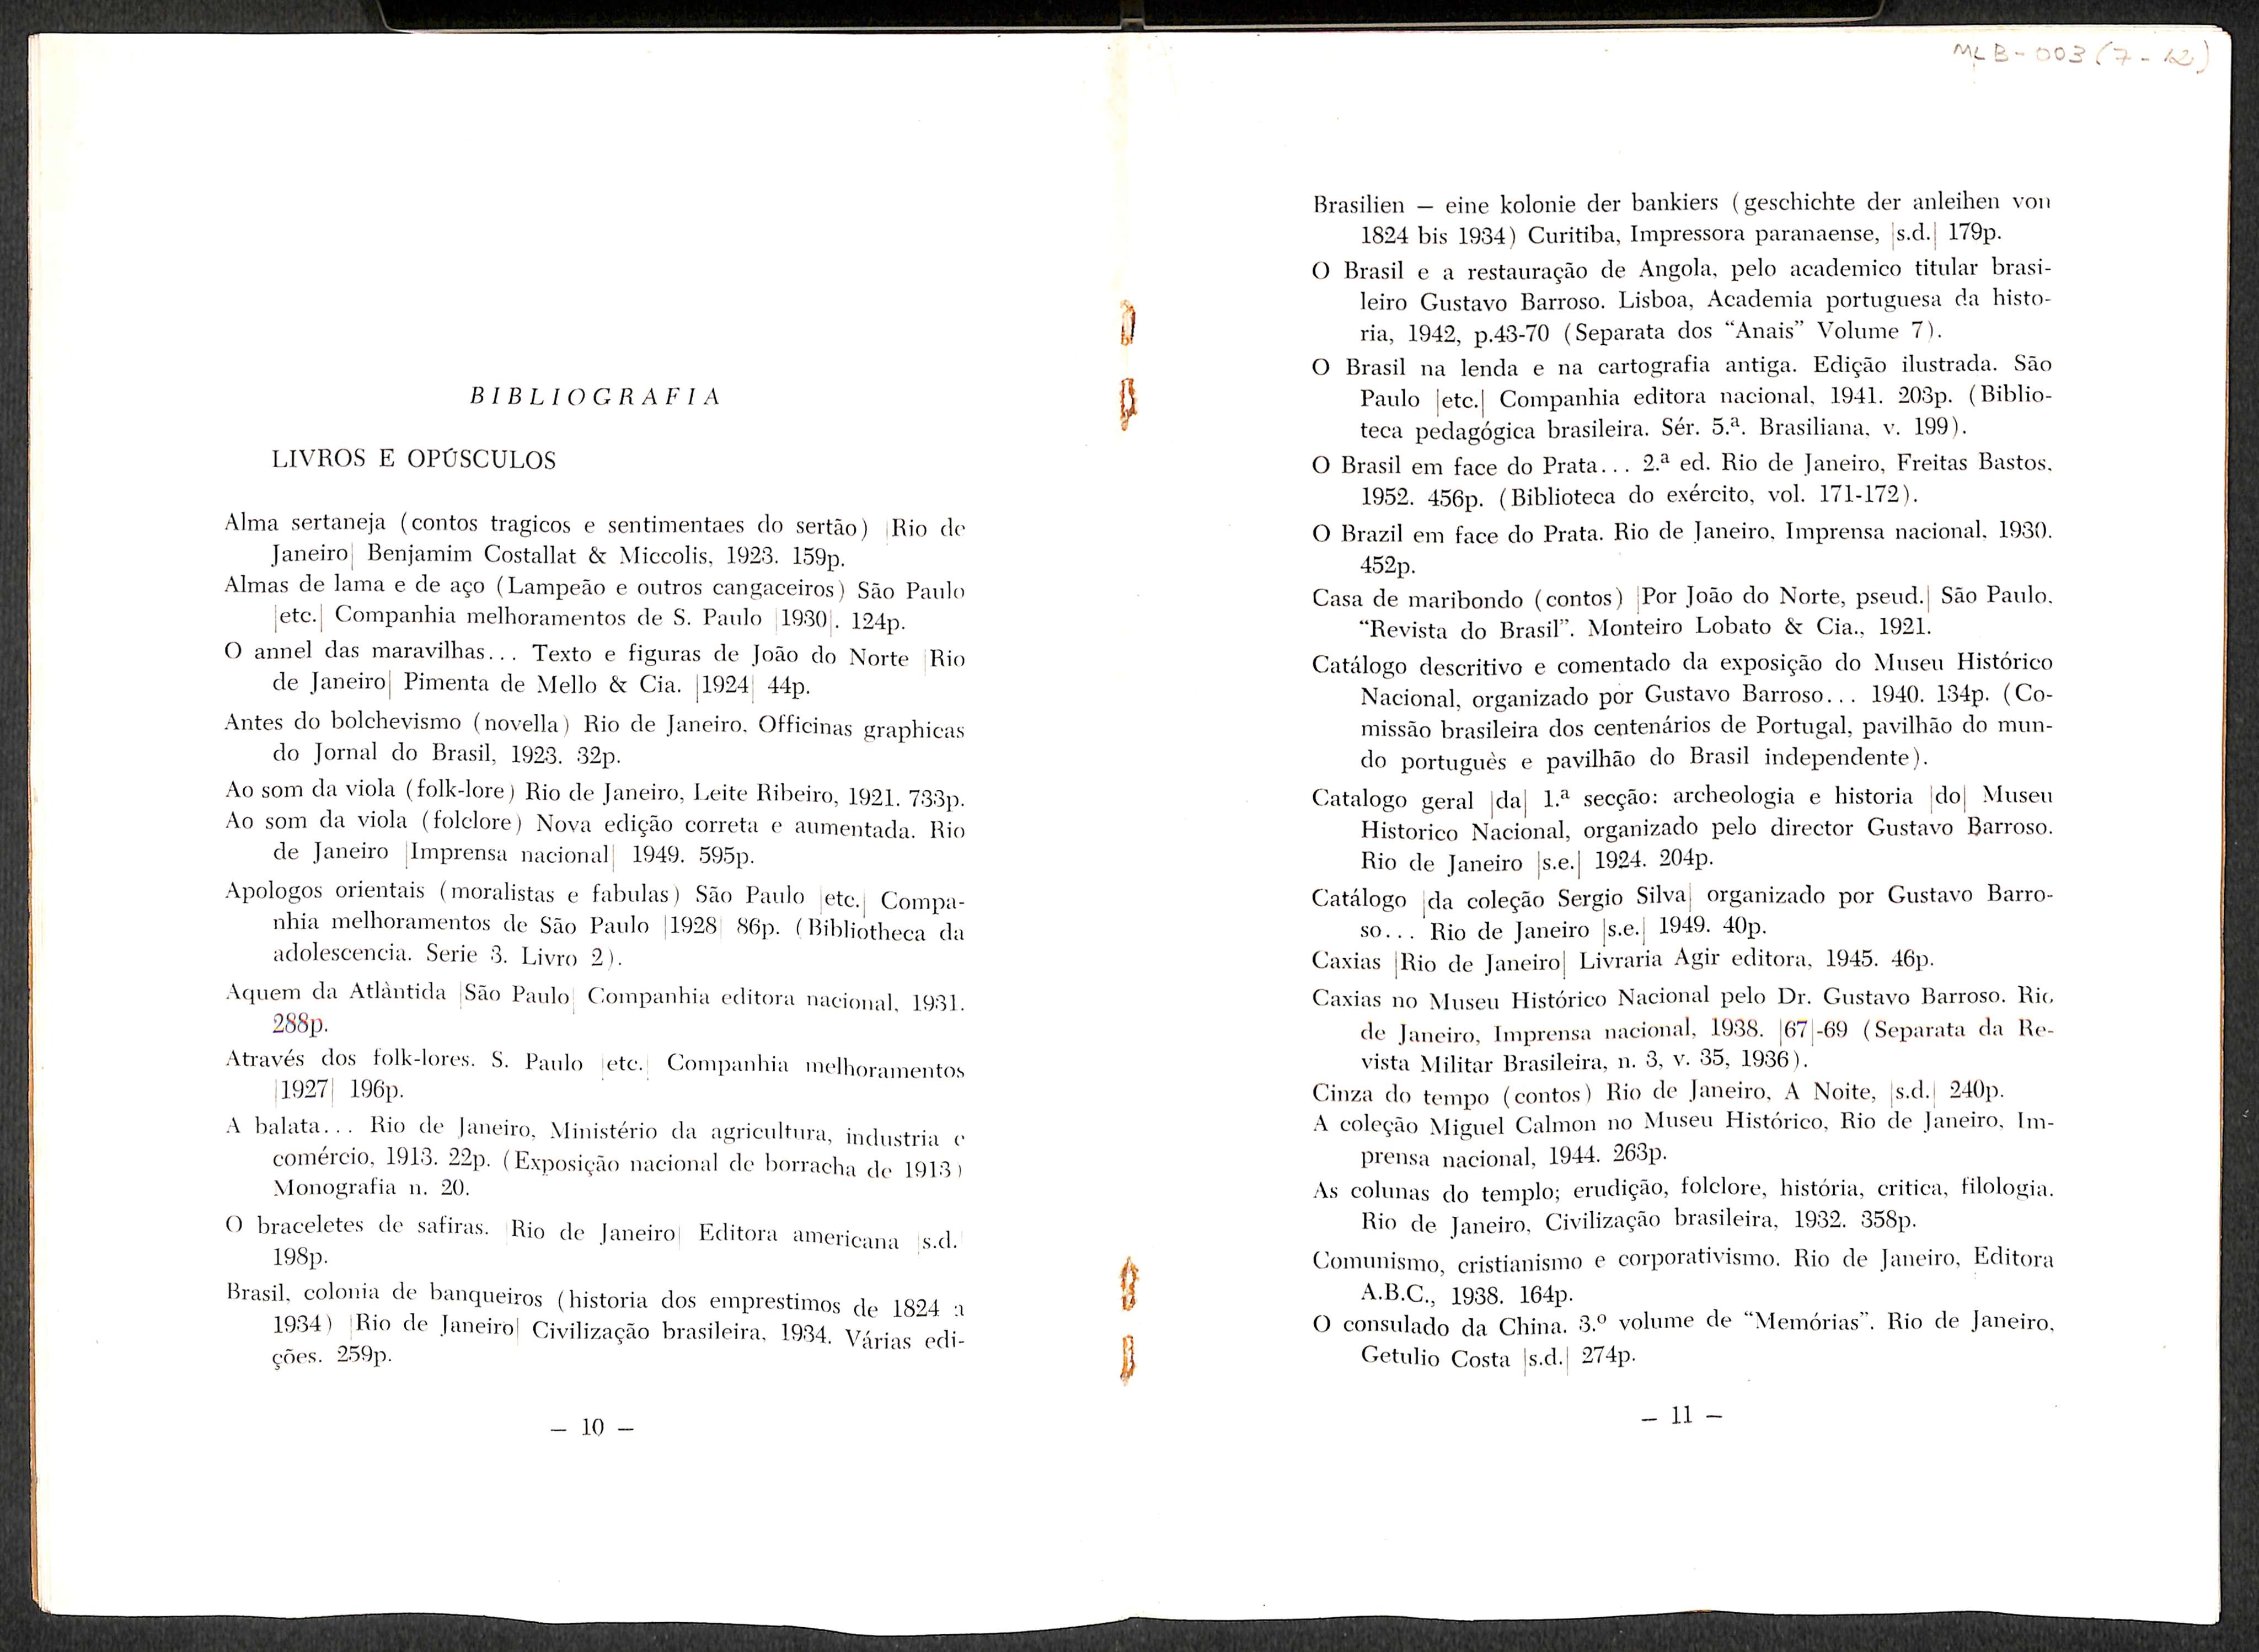 MLB-003 (7-12)
BIBLIOGRAFIA
LIVROS E OPÚSCULOS
Alma sertaneja (contos tragicos e sentimentaes do sertão) |Rio de
Janeiro| Benjamim Costallat & Miccolis, 1923. 159p.
Almas de lama e de aço (Lampeão e outros cangaceiros) São Paulo
|etc.| Companhia melhoramentos de S. Paulo |1930|. 124p.
O annel das maravilhas... Texto e figuras de João do Norte |Rio
de Janeiro| Pimenta de Mello & Cia. |1924| 44p.
Antes do bolchevismo (novella) Rio de Janeiro, Officinas graphicas
do Jornal do Brasil, 1923. 32p.
Ao som da viola (folk-lore) Rio de Janeiro, Leite Ribeiro, 1921. 733p.
Ao som da viola (folclore) Nova edição correta e aumentada. Rio
de Janeiro |Imprensa nacional| 1949. 595p.
Apologos orientais (moralistas e fabulas) São Paulo |etc.| Compa-
nhia melhoramentos de São Paulo |1928| 86p. (Bibliotheca da
adolescencia. Serie 3. Livro 2).
Aquem da Atlântida |São Paulo| Companhia editora nacional, 1931.
288p.
Através dos folk-lores. S. Paulo |etc.| Companhia melhoramentos
|1927| 196p.
A balata... Rio de Janeiro, Ministério da agricultura, industria e
comércio, 1913. 22p. (Exposição nacional de borracha de 1913)
Monografia n. 20.
O braceletes de safiras. |Rio de Janeiro| Editora americana |s.d.|
198p.
Brasil, colonia de banqueiros (historia dos emprestimos de 1824 a
1934) |Rio de Janeiro| Civilização brasileira, 1934. Várias edi-
ções. 259p.
— 10 —
Brasilien — eine kolonie der bankiers (geschichte der anleihen von
1824 bis 1934) Curitiba, Impressora paranaense, |s.d.| 179p.
O Brasil e a restauração de Angola, pelo academico titular brasi-
leiro Gustavo Barroso. Lisboa, Academia portuguesa da histo-
ria, 1942, p.43-70 (Separata dos “Anais” Volume 7).
O Brasil na lenda e na cartografia antiga. Edição ilustrada. São
Paulo |etc.| Companhia editora nacional, 1941. 203p. (Biblio-
teca pedagógica brasileira. Sér. 5.ª. Brasiliana, v. 199).
O Brasil em face do Prata... 2.ª ed. Rio de Janeiro, Freitas Bastos.
1952. 456p. (Biblioteca do exército, vol. 171-172).
O Brazil em face do Prata. Rio de Janeiro, Imprensa nacional, 1930.
452p.
Casa de maribondo (contos) |Por João do Norte, pseud.| São Paulo.
“Revista do Brasil”. Monteiro Lobato & Cia., 1921.
Catálogo descritivo e comentado da exposição do Museu Histórico
Nacional, organizado por Gustavo Barroso... 1940. 134p. (Co-
missão brasileira dos centenários de Portugal, pavilhão do mun-
do português e pavilhão do Brasil independente).
Catalogo geral |da| 1.ª secção: archeologia e historia |do| Museu
Historico Nacional, organizado pelo director Gustavo Barroso.
Rio de Janeiro |s.e.| 1924. 204p.
Catálogo |da coleção Sergio Silva| organizado por Gustavo Barro-
so... Rio de Janeiro |s.e.| 1949. 40p.
Caxias |Rio de Janeiro| Livraria Agir editora, 1945. 46p.
Caxias no Museu Histórico Nacional pelo Dr. Gustavo Barroso. Rio
de Janeiro, Imprensa nacional, 1938. |67|-69 (Separata da Re-
vista Militar Brasileira, n. 3, v. 35, 1936).
Cinza do tempo (contos) Rio de Janeiro, A Noite, |s.d.| 240p.
A coleção Miguel Calmon no Museu Histórico, Rio de Janeiro, Im-
prensa nacional, 1944. 263p.
As colunas do templo; erudição, folclore, história, critica, filologia.
Rio de Janeiro, Civilização brasileira, 1932. 358p.
Comunismo, cristianismo e corporativismo. Rio de Janeiro, Editora
A.B.C., 1938. 164p.
O consulado da China. 3.º volume de “Memórias”. Rio de Janeiro,
Getulio Costa |s.d.| 274p.
— 11 —